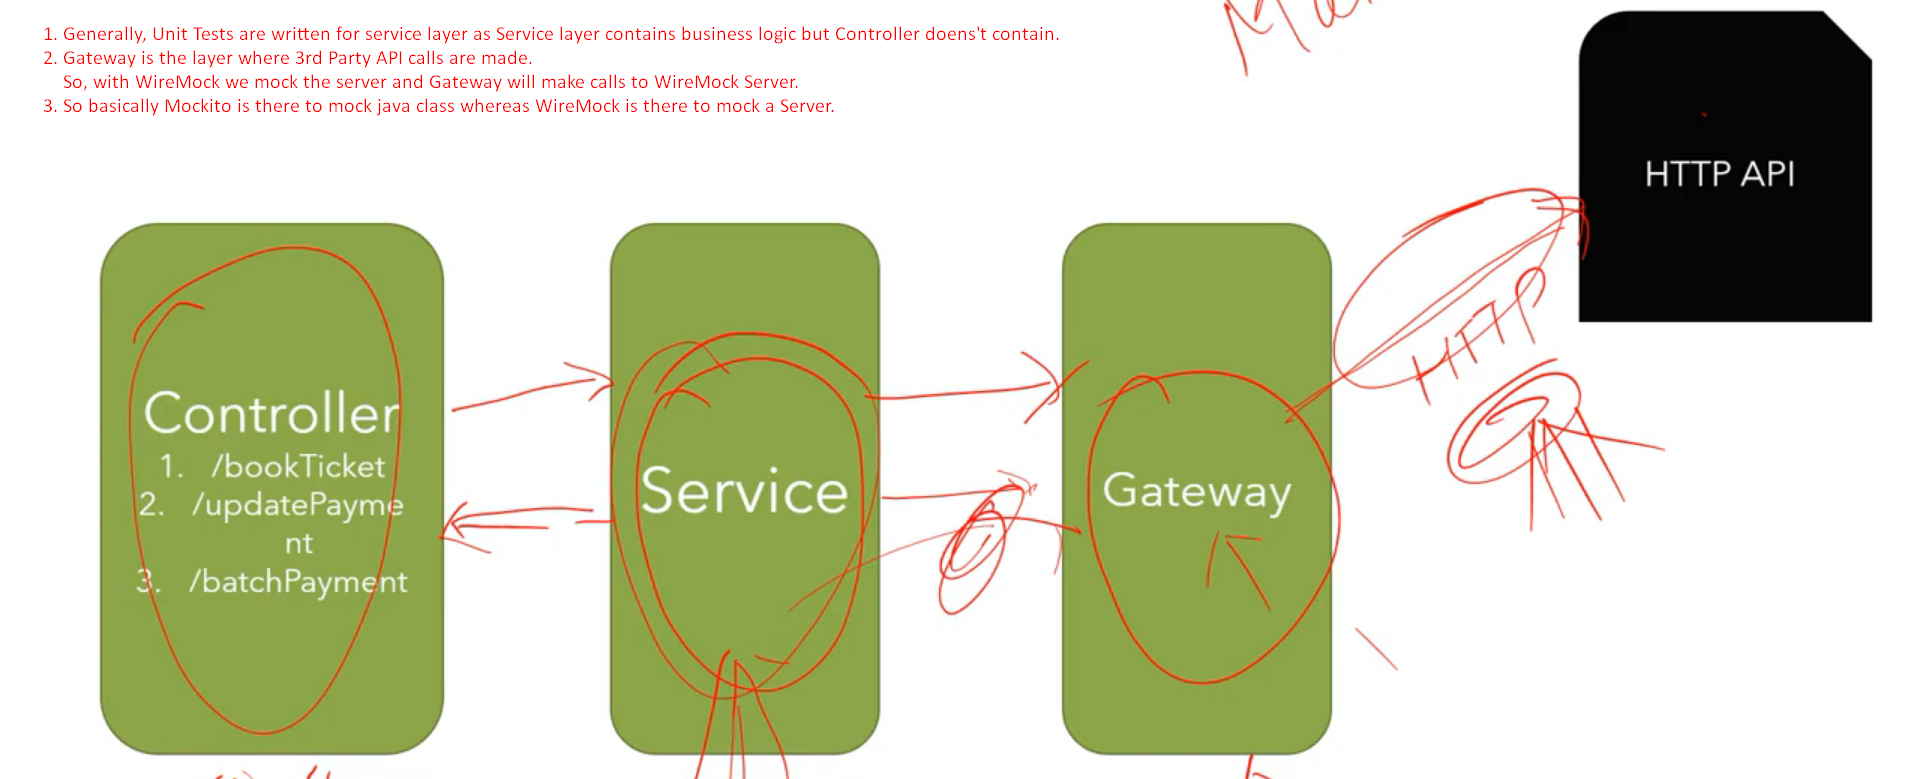 1. Generally, Unit Tests are written for service layer as Service layer contains business logic but Controller doens't contain.
2. Gateway is the layer where 3rd Party API calls are made.
So, with WireMock we mock the server and Gateway will make calls to WireMock Server.
3. So basically Mockito is there to mock java class whereas WireMock is there to mock a Server.
HTTP API
HTTP
Controller
1. /bookTicket
2. /updatePayme
nt
3. /batchPayment
Service
Gateway